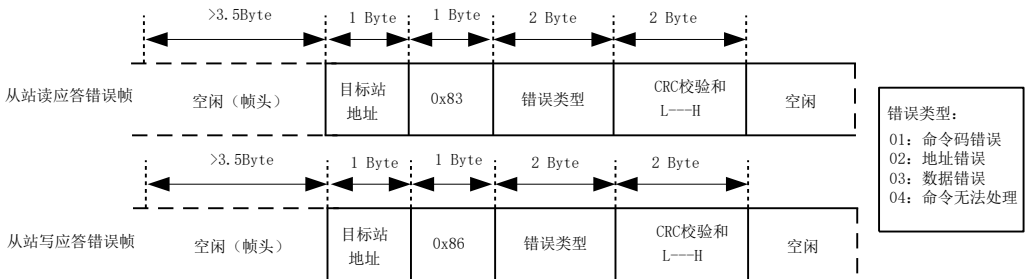 >3.5Byte 1 Byte 1 Byte 2 Byte 2 Byte
从站读应答错误帧 空闲（帧头） 目标站 0x83 错误类型 CRC校验和 空闲
地址 L---H
>3.5Byte 1 Byte 1 Byte 2 Byte 2 Byte
从站写应答错误帧 空闲（帧头） 目标站 0x86 错误类型 CRC校验和 空闲
地址 L---H
错误类型：
01：命令码错误
02：地址错误
03：数据错误
04：命令无法处理